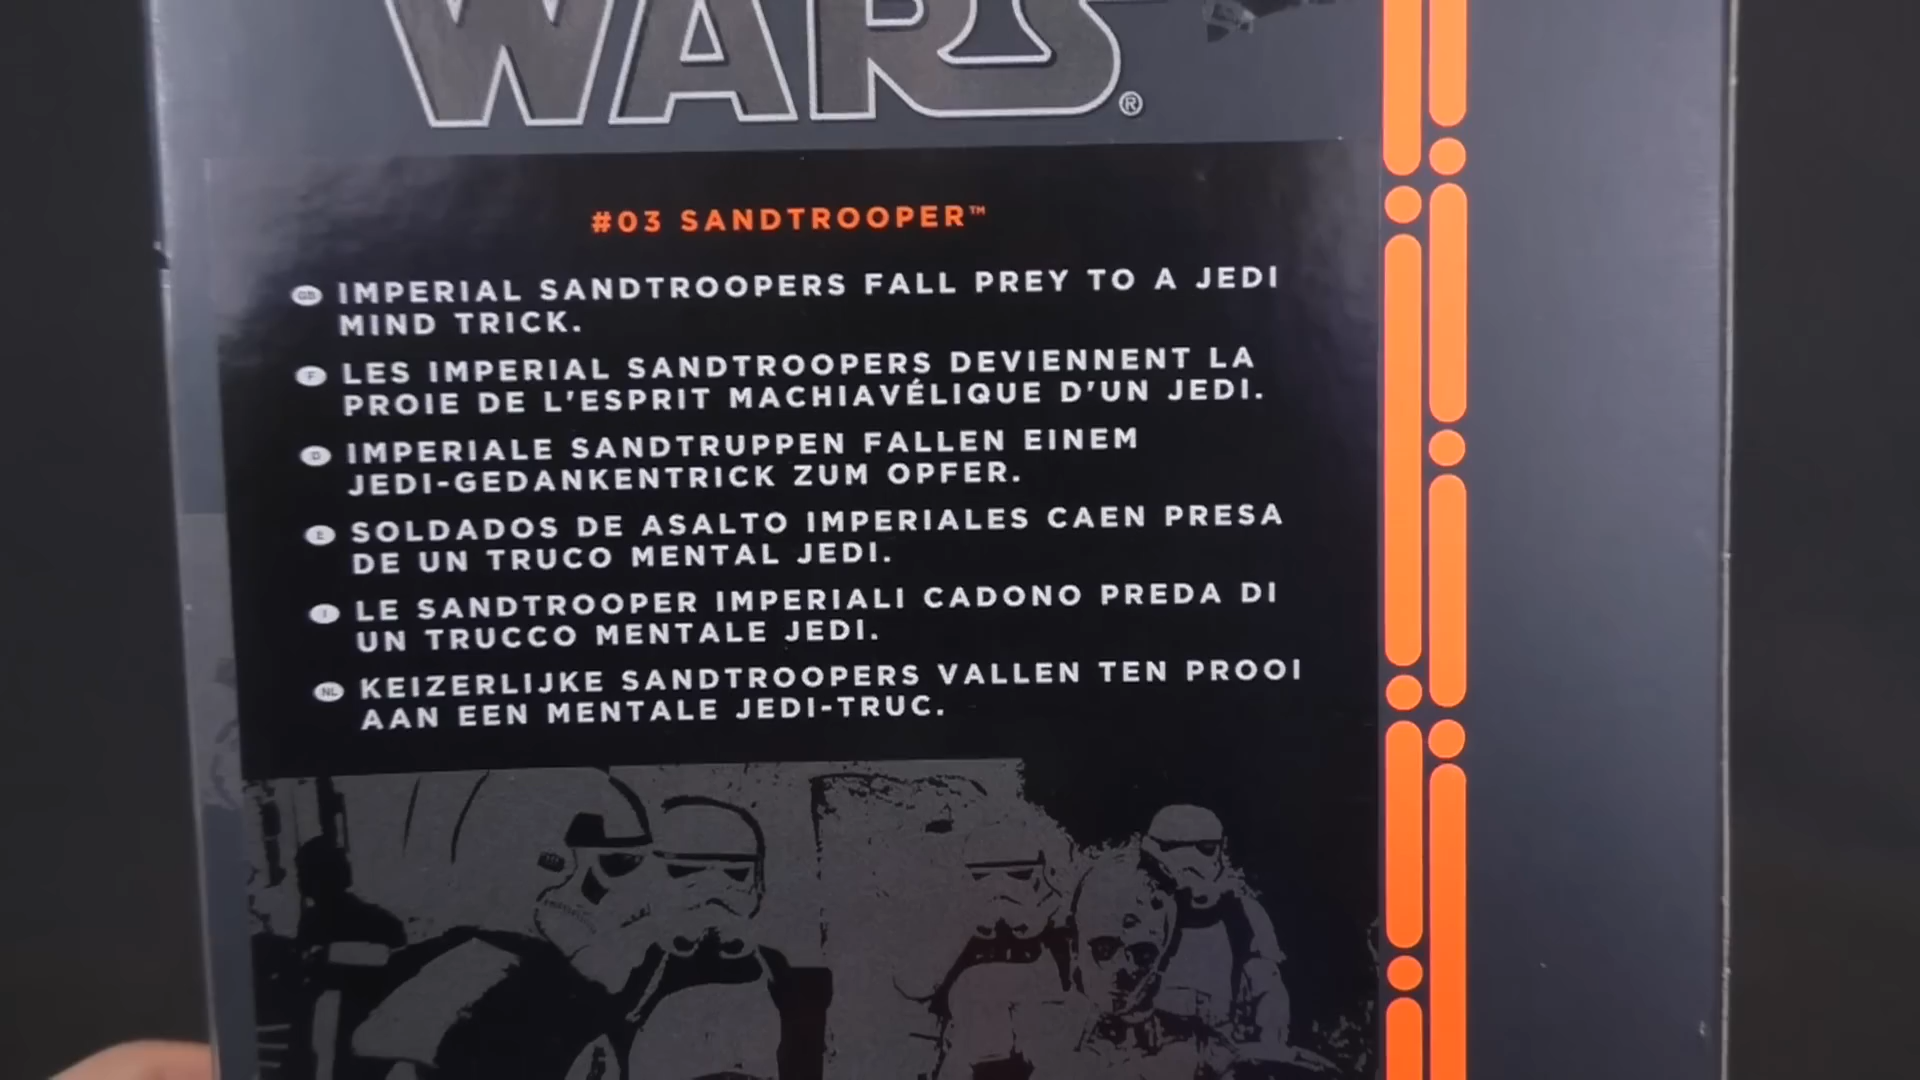 WARS®
#03 SANDTROOPER™
GB IMPERIAL SANDTROOPERS FALL PREY TO A JEDI
MIND TRICK.
F LES IMPERIAL SANDTROOPERS DEVIENNENT LA
PROIE DE L'ESPRIT MACHIAVÉLIQUE D'UN JEDI.
D IMPERIALE SANDTRUPPEN FALLEN EINEM
JEDI-GEDANKENTRICK ZUM OPFER.
E SOLDADOS DE ASALTO IMPERIALES CAEN PRESA
DE UN TRUCO MENTAL JEDI.
I LE SANDTROOPER IMPERIALI CADONO PREDA DI
UN TRUCCO MENTALE JEDI.
NL KEIZERLIJKE SANDTROOPERS VALLEN TEN PROOI
AAN EEN MENTALE JEDI-TRUC.